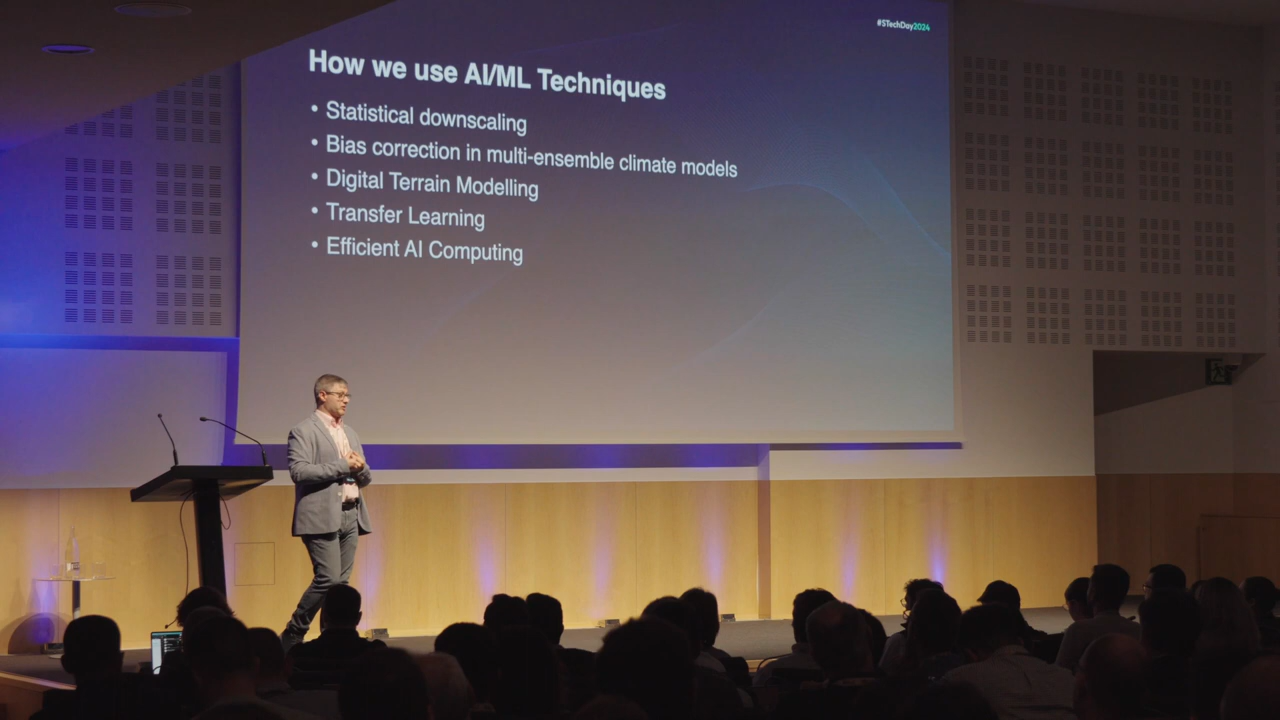 #STechDay2024
How we use AI/ML Techniques
• Statistical downscaling
• Bias correction in multi-ensemble climate models
• Digital Terrain Modelling
• Transfer Learning
• Efficient AI Computing